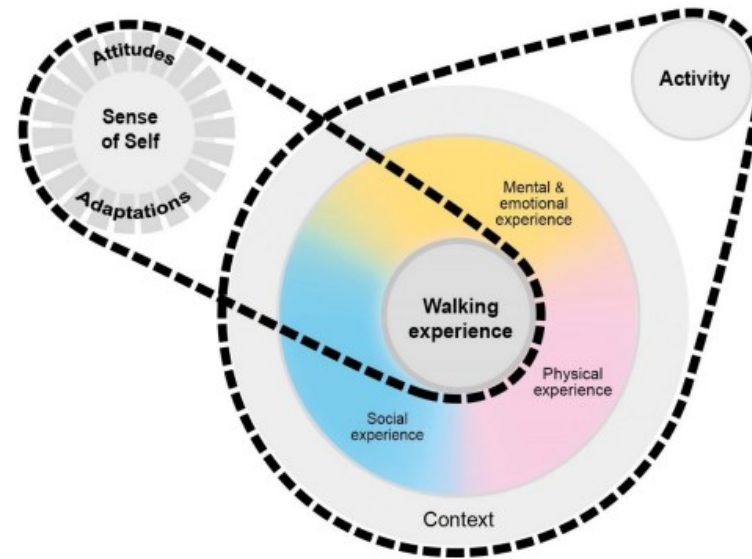 Attitudes
Sense
of Self
Adaptations
Activity
Mental &
emotional
experience
Walking
experience
Physical
experience
Social
experience
Context